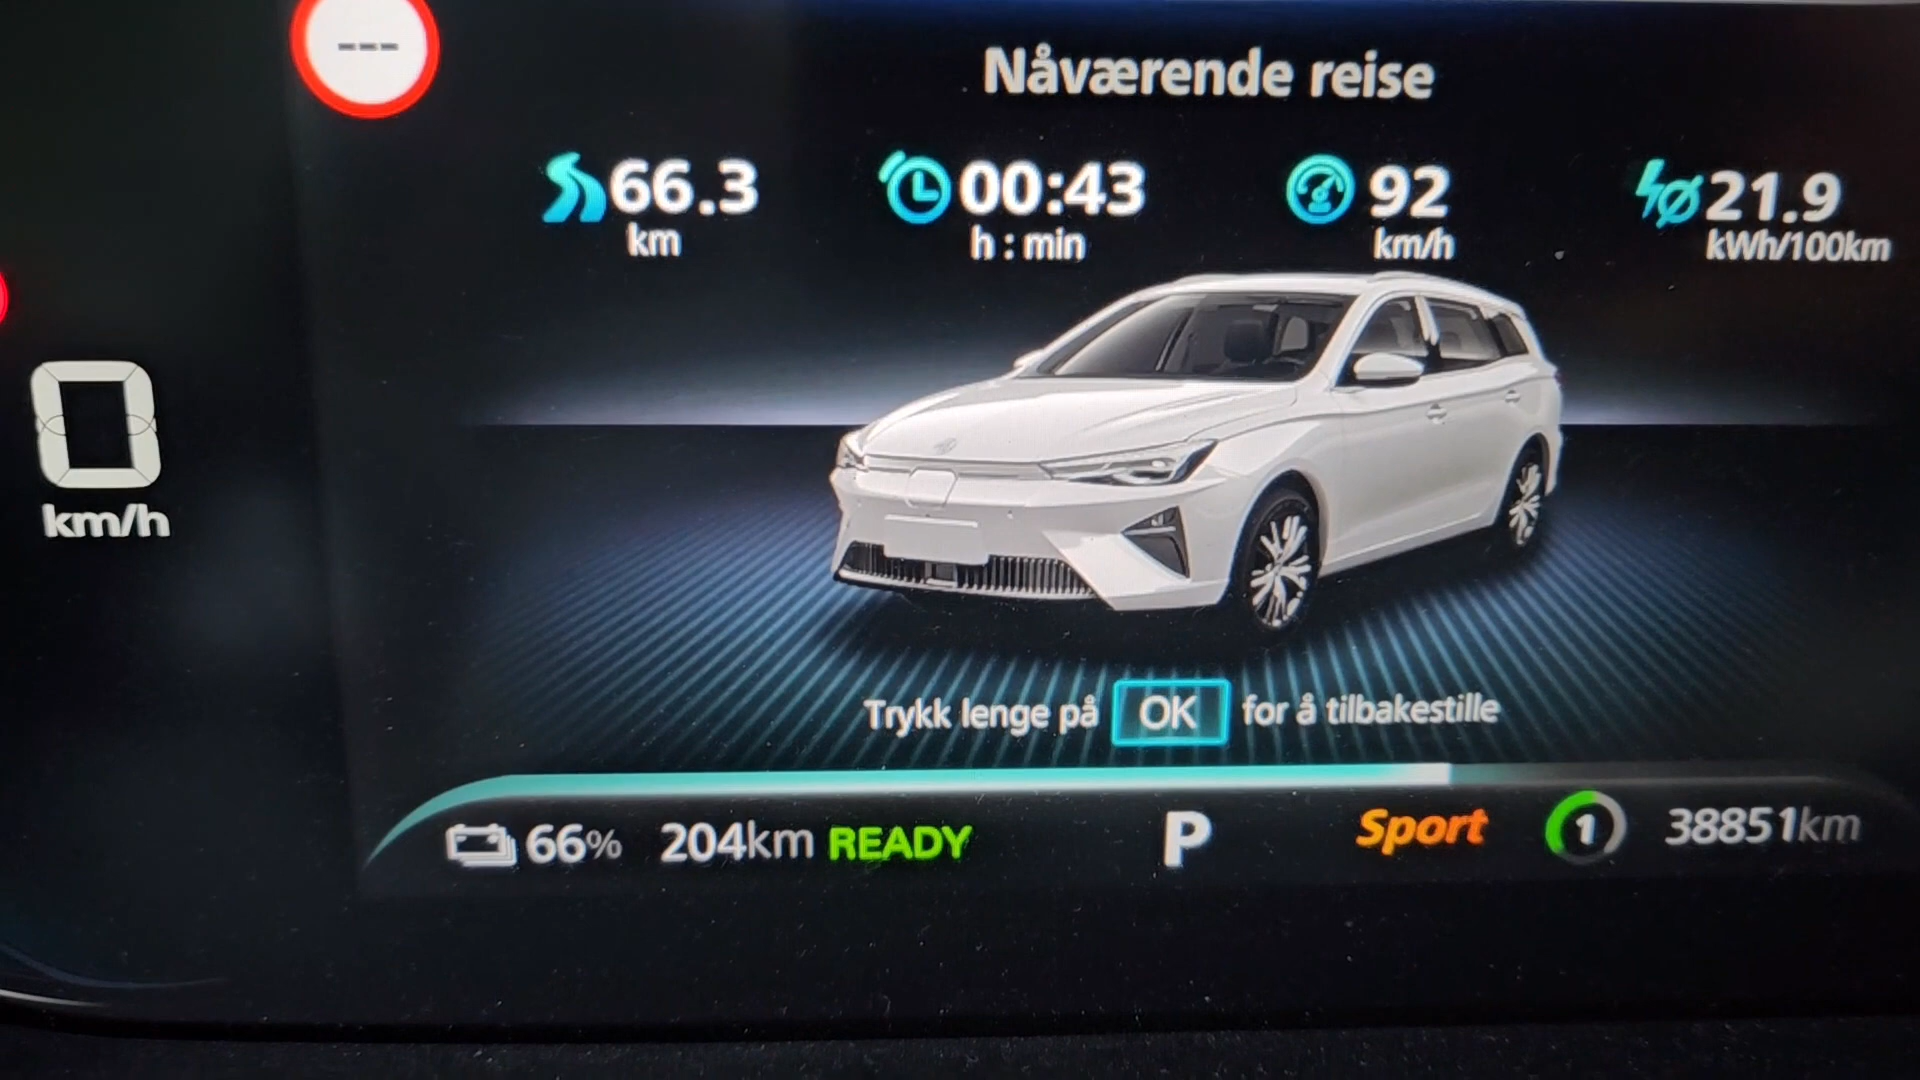 ---
Nåværende reise
66.3 km
00:43 h : min
92 km/h
21.9 kWh/100km
0 km/h
Trykk lenge på OK for å tilbakestille
66% 204km READY P Sport 1 38851km